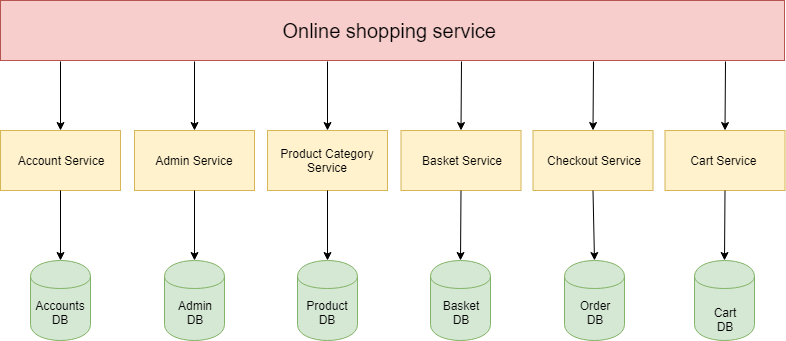 Online shopping service
Account Service
Admin Service
Product Category
Service
Basket Service
Checkout Service
Cart Service
Accounts
DB
Admin
DB
Product
DB
Basket
DB
Order
DB
Cart
DB